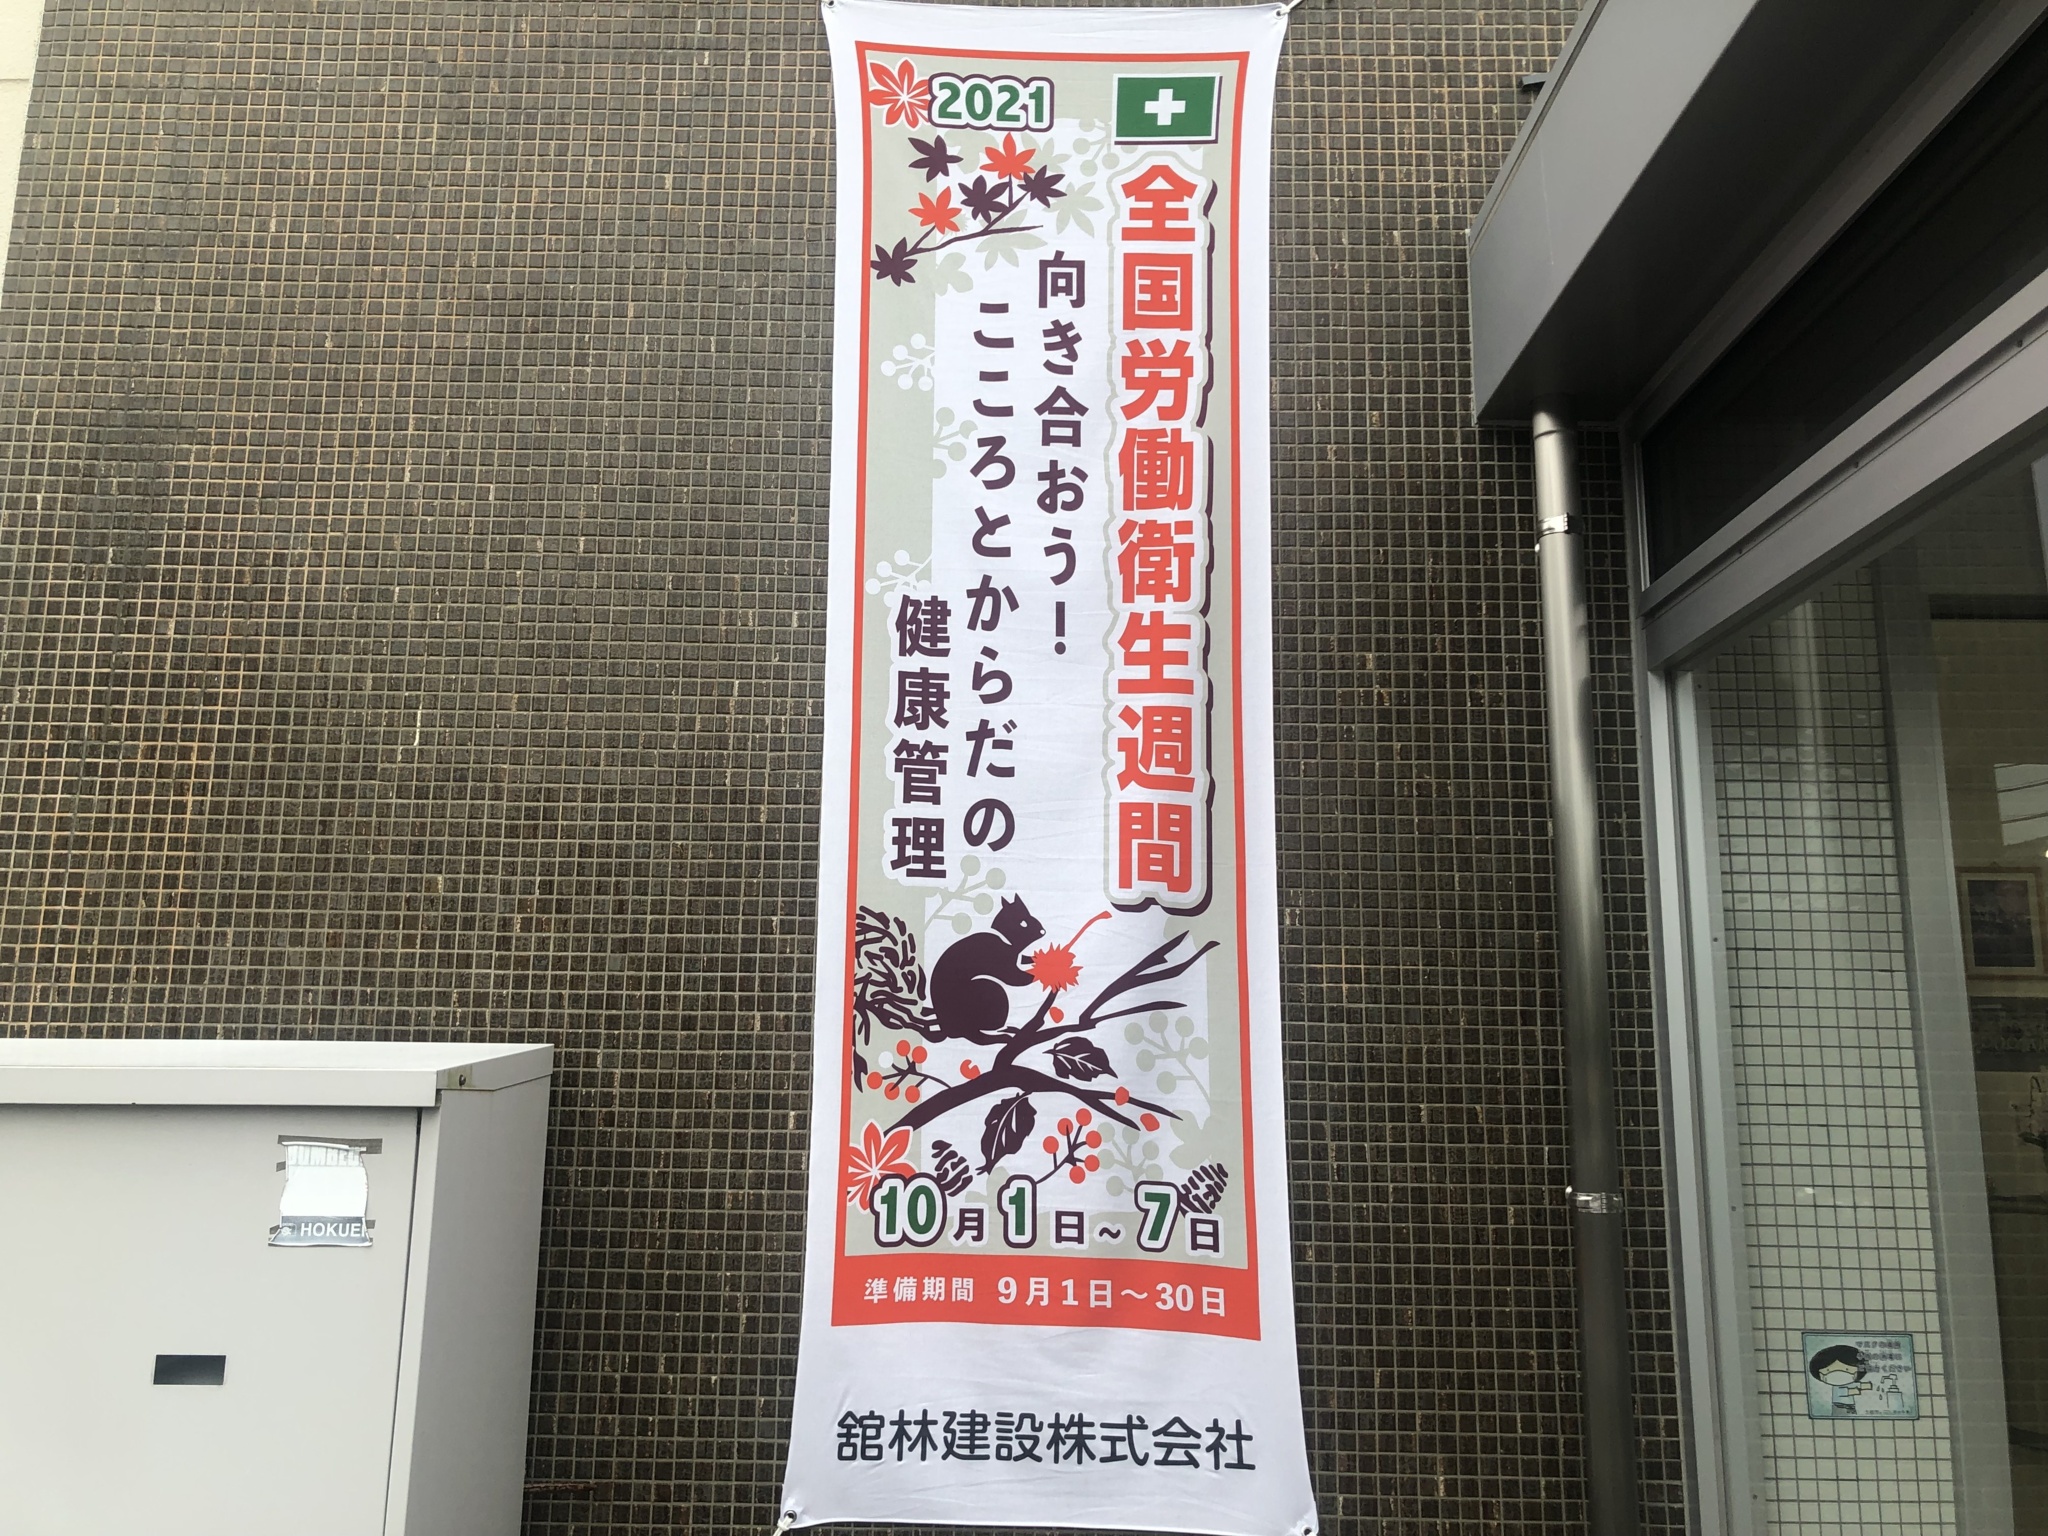 2021
全国労働衛生週間
向き合おう！
こころとからだの
健康管理
10月1日～7日
準備期間 9月1日～30日
舘林建設株式会社
HOKUEI